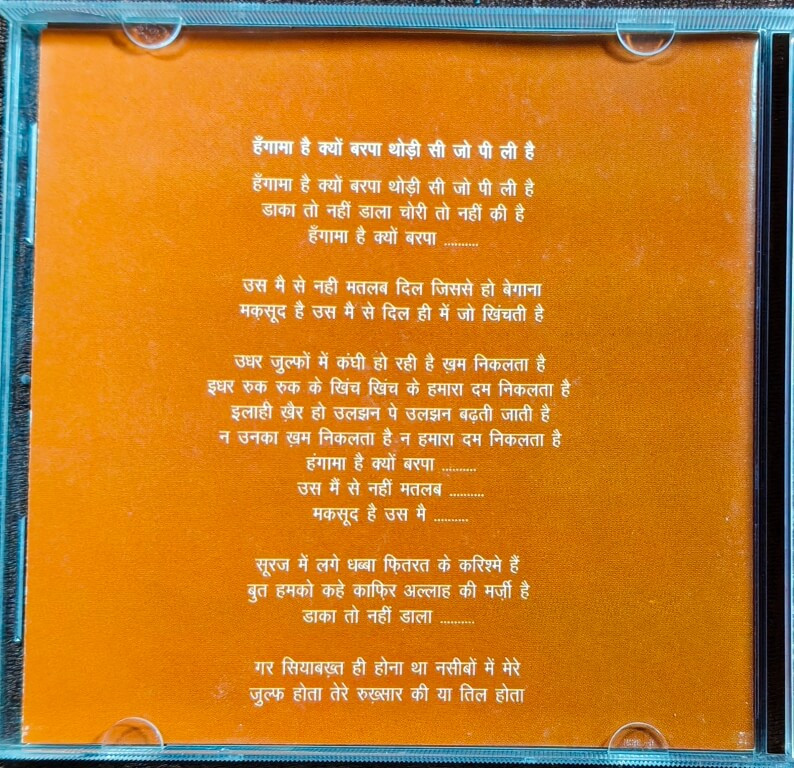 हँगामा है क्यों बरपा थोड़ी सी जो पी ली है
हँगामा है क्यों बरपा थोड़ी सी जो पी ली है
डाका तो नहीं डाला चोरी तो नहीं की है
हँगामा है क्यों बरपा ..........
उस मै से नही मतलब दिल जिससे हो बेगाना
मक़सूद है उस मै से दिल ही में जो खिंचती है
उधर जुल्फों में कंघी हो रही है ख़म निकलता है
इधर रुक रुक के खिंच खिंच के हमारा दम निकलता है
इलाही ख़ैर हो उलझन पे उलझन बढ़ती जाती है
न उनका ख़म निकलता है न हमारा दम निकलता है
हंगामा है क्यों बरपा ..........
उस मैं से नहीं मतलब ..........
मकसूद है उस मै ..........
सूरज में लगे धब्बा फ़ितरत के करिश्मे हैं
बुत हमको कहे काफ़िर अल्लाह की मर्ज़ी है
डाका तो नहीं डाला ..........
गर सियाबख़्त ही होना था नसीबों में मेरे
जुल्फ होता तेरे रुख़्सार की या तिल होता